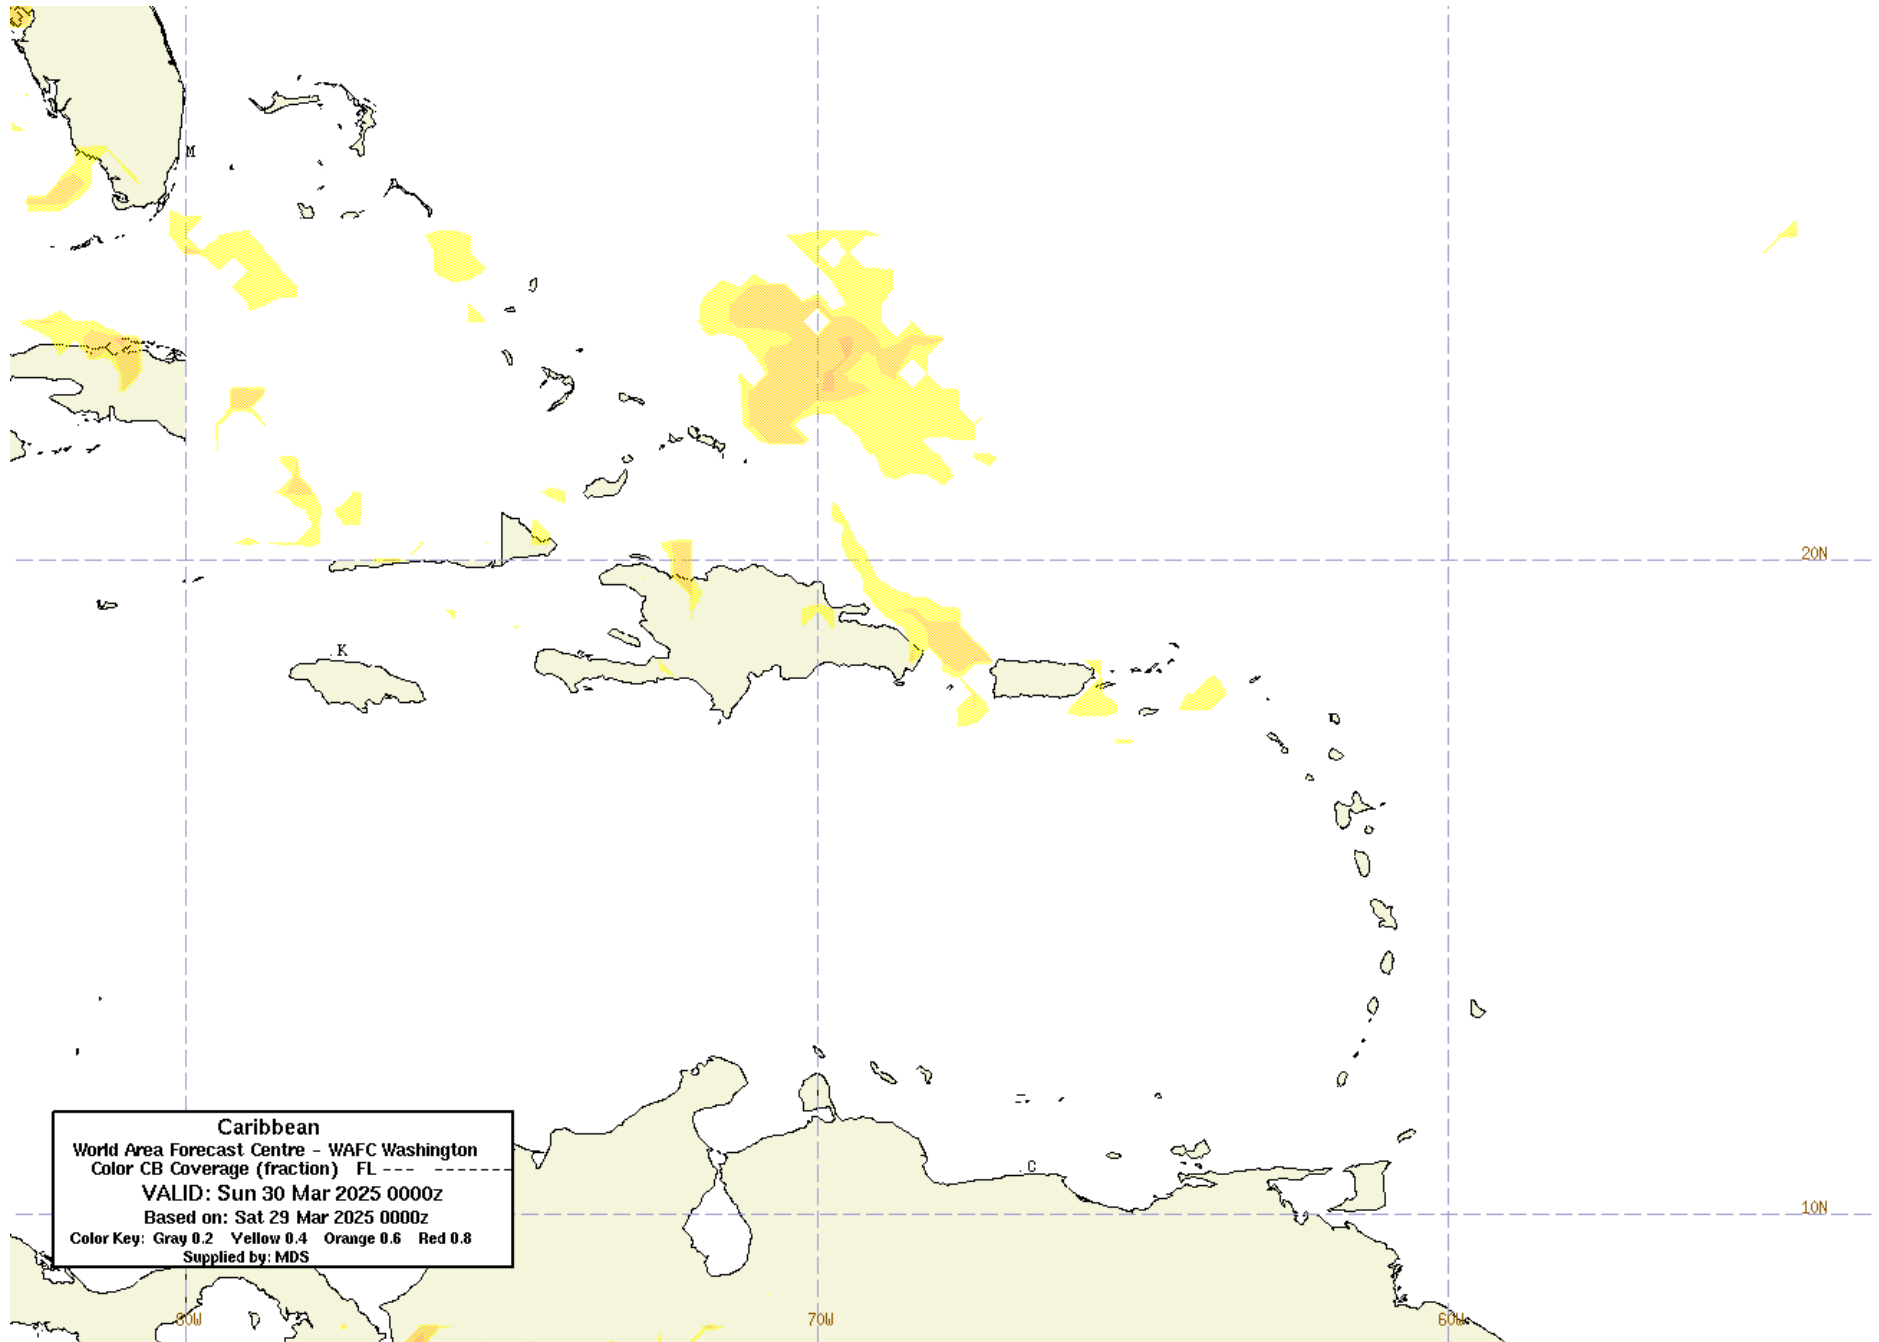 M
20N
.K
.C
Caribbean
World Area Forecast Centre - WAFC Washington
Color CB Coverage (fraction) FL --- --------
VALID: Sun 30 Mar 2025 0000z
Based on: Sat 29 Mar 2025 0000z
Color Key: Gray 0.2 Yellow 0.4 Orange 0.6 Red 0.8
Supplied by: MDS
10N
80W 70W 60W